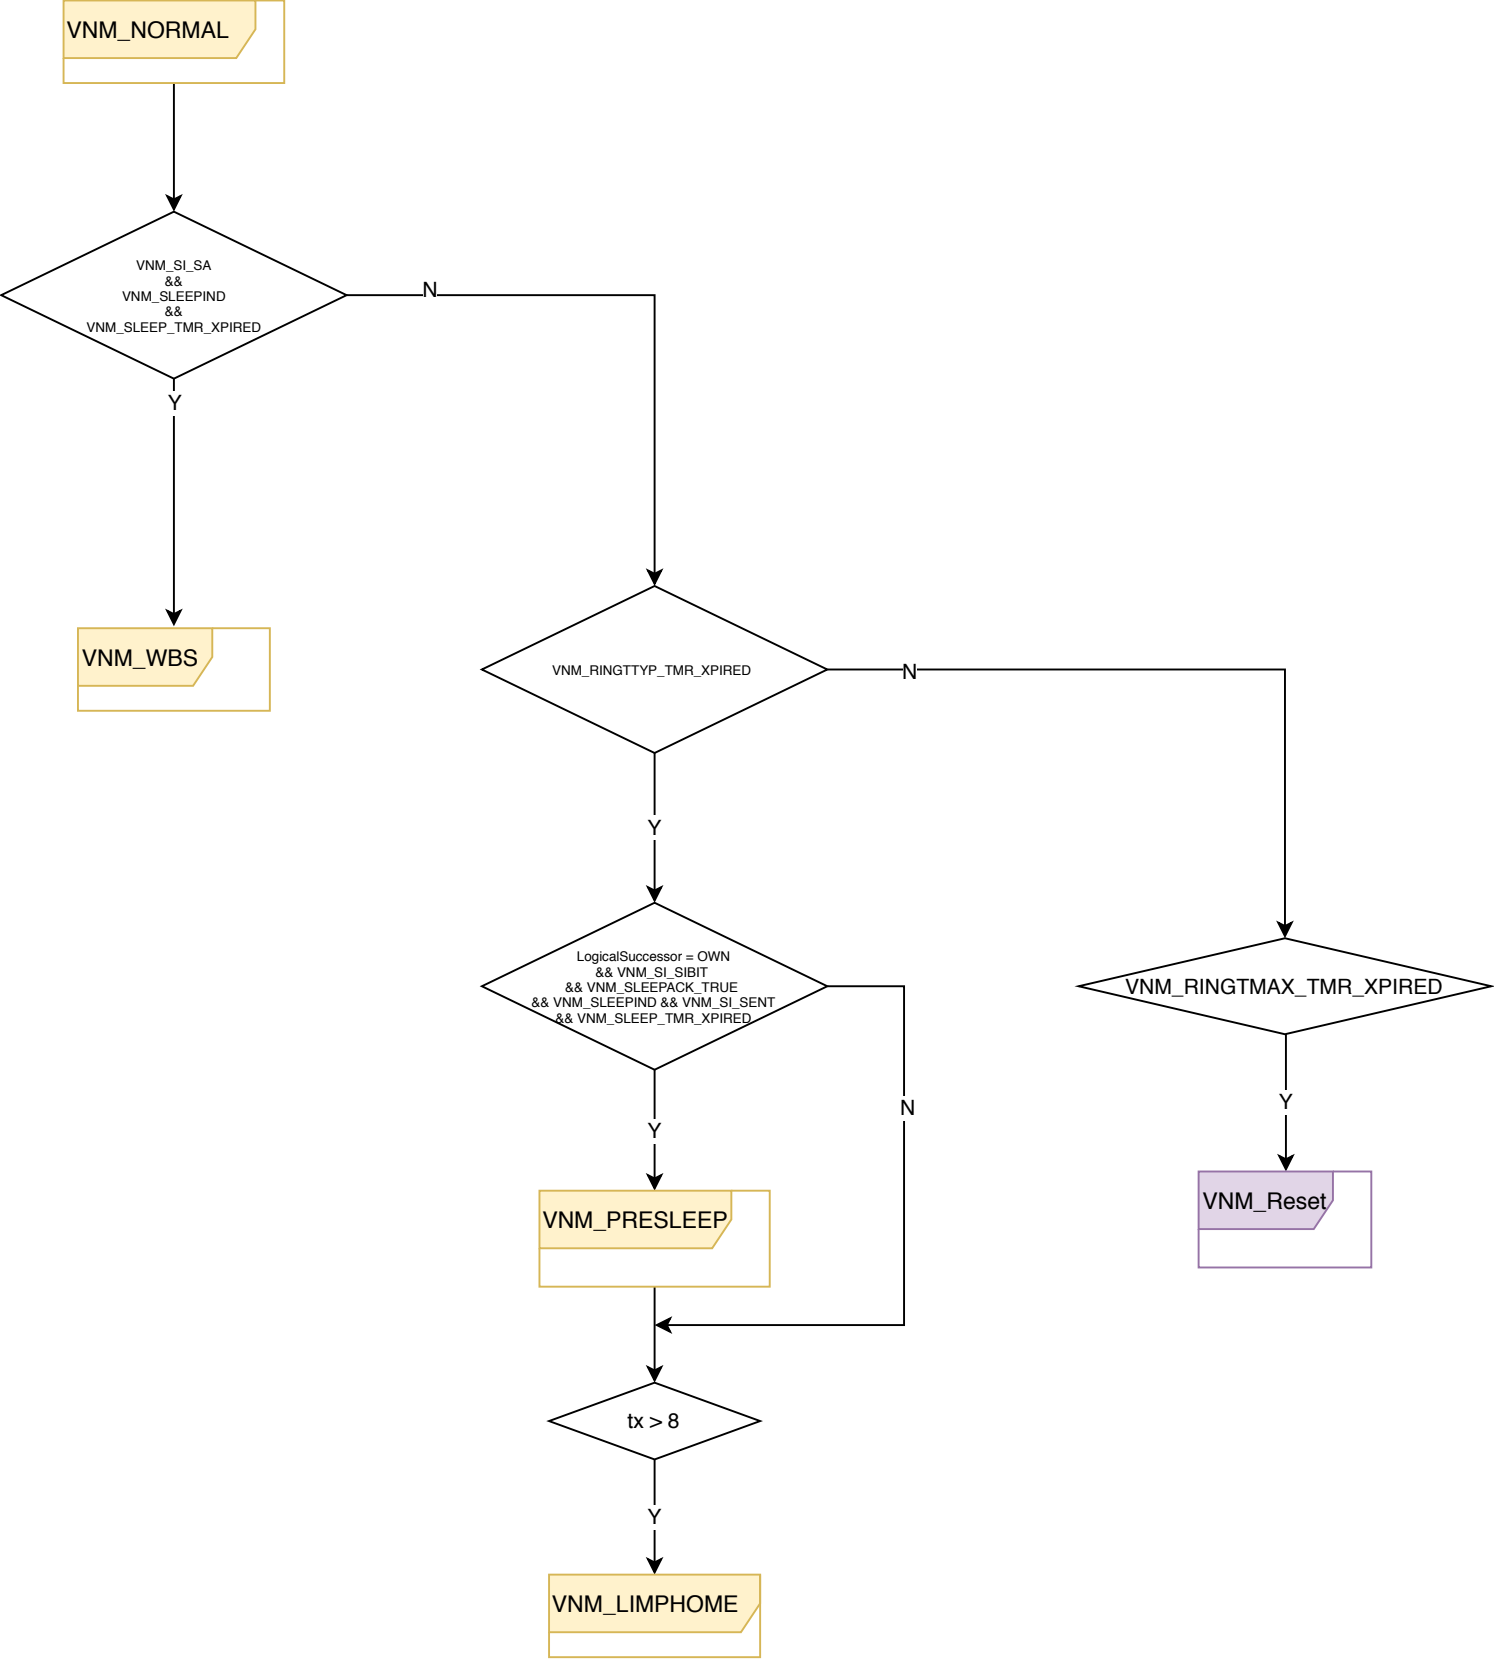 VNM_NORMAL
VNM_SI_SA
&&
VNM_SLEEPIND
&&
VNM_SLEEP_TMR_XPIRED
N
Y
VNM_WBS
VNM_RINGTTYP_TMR_XPIRED
N
Y
LogicalSuccessor = OWN
&& VNM_SI_SIBIT
&& VNM_SLEEPACK_TRUE
&& VNM_SLEEPIND && VNM_SI_SENT
&& VNM_SLEEP_TMR_XPIRED
VNM_RINGTMAX_TMR_XPIRED
N
Y
Y
VNM_PRESLEEP
VNM_Reset
tx > 8
Y
VNM_LIMPHOME